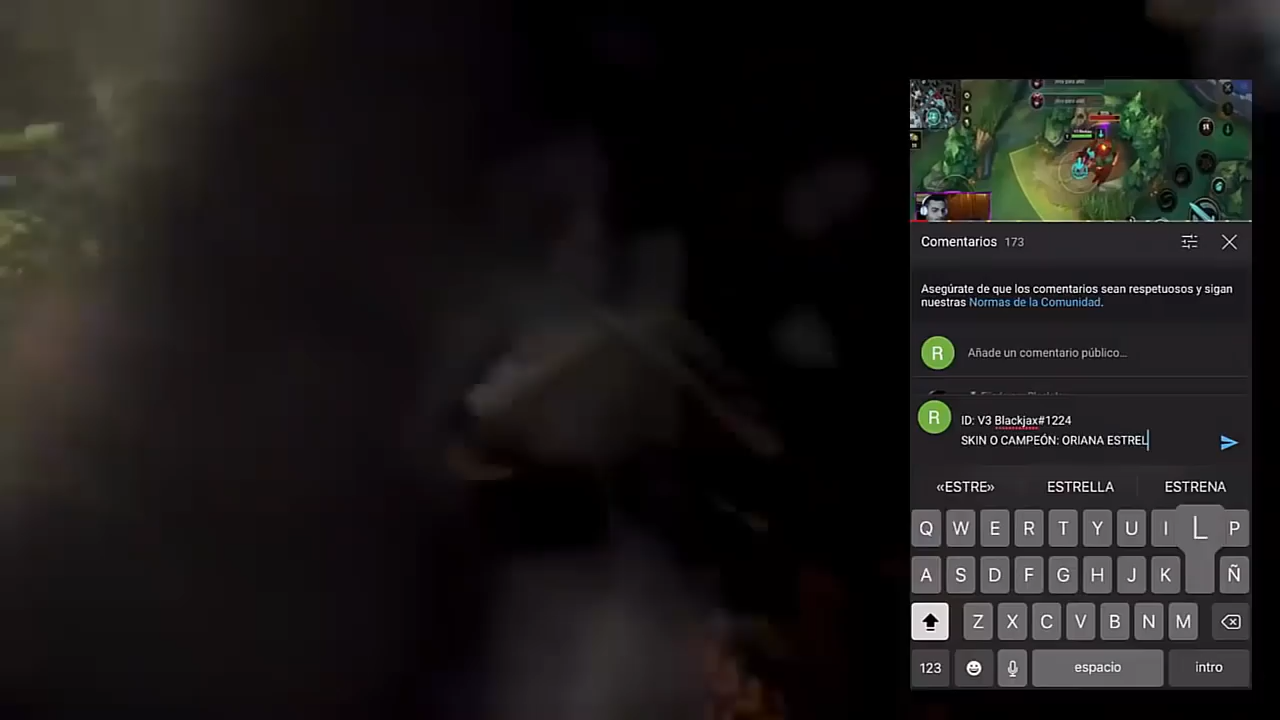 Comentarios 173
Asegúrate de que los comentarios sean respetuosos y sigan
nuestras Normas de la Comunidad.
R
Añade un comentario público...
R
ID: V3 Blackjax#1224
SKIN O CAMPEÓN: ORIANA ESTREL
«ESTRE» ESTRELLA ESTRENA
Q W E R T Y U I L P
A S D F G H J K Ñ
Z X C V B N M
123 espacio intro